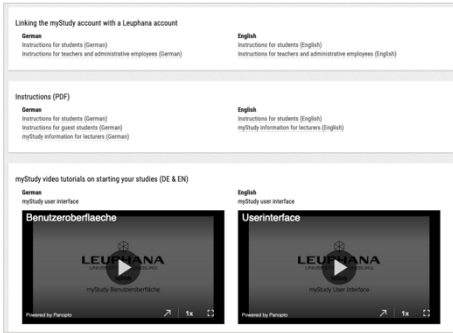 Linking the myStudy account with a Leuphana account
German
Instructions for students (German)
Instructions for teachers and administrative employees (German)
English
Instructions for students (English)
Instructions for teachers and administrative employees (English)
Instructions (PDF)
German
Instructions for students (German)
Instructions for guest students (German)
myStudy information for lecturers (German)
English
Instructions for students (English)
myStudy information for lecturers (English)
myStudy video tutorials on starting your studies (DE & EN)
German
myStudy user interface
Benutzeroberflaeche
LEUPHANA
myStudy Benutzeroberfläche
Powered by Panopto
1x
English
myStudy user interface
Userinterface
LEUPHANA
myStudy User Interface
Powered by Panopto
1x